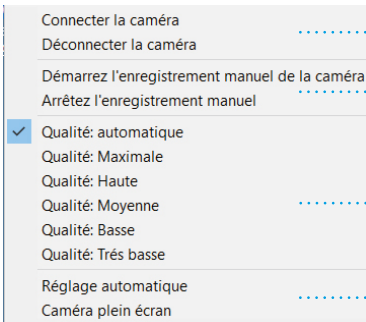 Connecter la caméra
Déconnecter la caméra
Démarrez l'enregistrement manuel de la caméra
Arrêtez l'enregistrement manuel
Qualité: automatique
Qualité: Maximale
Qualité: Haute
Qualité: Moyenne
Qualité: Basse
Qualité: Trés basse
Réglage automatique
Caméra plein écran